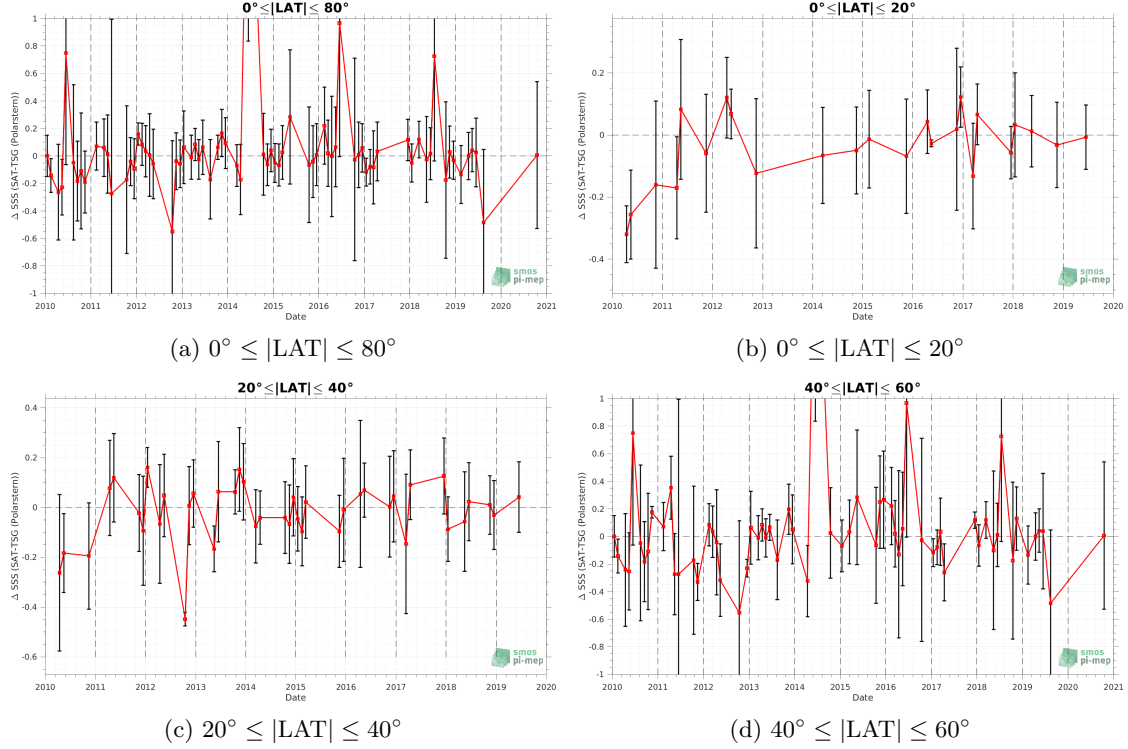 0°≤|LAT|≤ 80°
Δ SSS (SAT-TSG (Polarstern))
1
0.8
0.6
0.4
0.2
0
-0.2
-0.4
-0.6
-0.8
-1
2010 2011 2012 2013 2014 2015 2016 2017 2018 2019 2020 2021
Date
smos
pi-mep
(a) 0° ≤ |LAT| ≤ 80°
0°≤|LAT|≤ 20°
Δ SSS (SAT-TSG (Polarstern))
0.2
0
-0.2
-0.4
2010 2011 2012 2013 2014 2015 2016 2017 2018 2019 2020
Date
smos
pi-mep
(b) 0° ≤ |LAT| ≤ 20°
20°≤|LAT|≤ 40°
Δ SSS (SAT-TSG (Polarstern))
0.4
0.2
0
-0.2
-0.4
-0.6
2010 2011 2012 2013 2014 2015 2016 2017 2018 2019 2020
Date
smos
pi-mep
(c) 20° ≤ |LAT| ≤ 40°
40°≤|LAT|≤ 60°
Δ SSS (SAT-TSG (Polarstern))
1
0.8
0.6
0.4
0.2
0
-0.2
-0.4
-0.6
-0.8
-1
2010 2011 2012 2013 2014 2015 2016 2017 2018 2019 2020 2021
Date
smos
pi-mep
(d) 40° ≤ |LAT| ≤ 60°